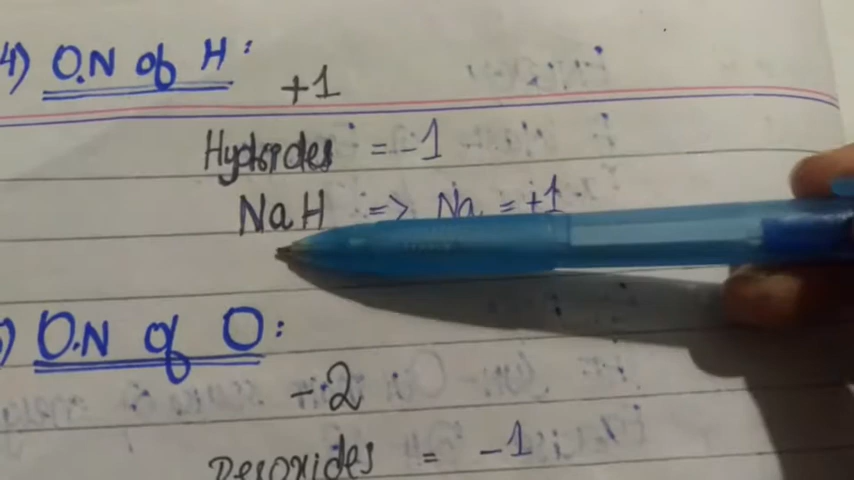 4) O.N of H:
+1
Hydrides = -1
NaH => Na = +1
O.N of O:
-2
Peroxides = -1